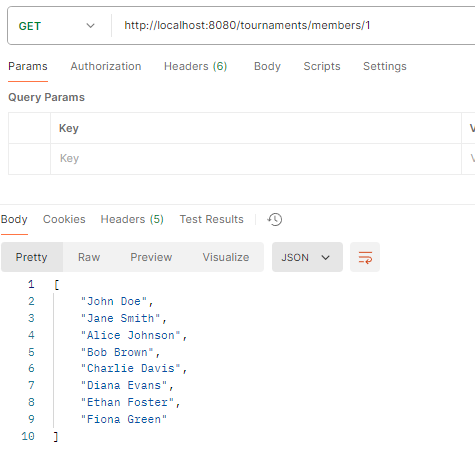 GET http://localhost:8080/tournaments/members/1
Params Authorization Headers (6) Body Scripts Settings
Query Params
Key V
Key V
Body Cookies Headers (5) Test Results
Pretty Raw Preview Visualize JSON
1 [
2 "John Doe",
3 "Jane Smith",
4 "Alice Johnson",
5 "Bob Brown",
6 "Charlie Davis",
7 "Diana Evans",
8 "Ethan Foster",
9 "Fiona Green"
10 ]